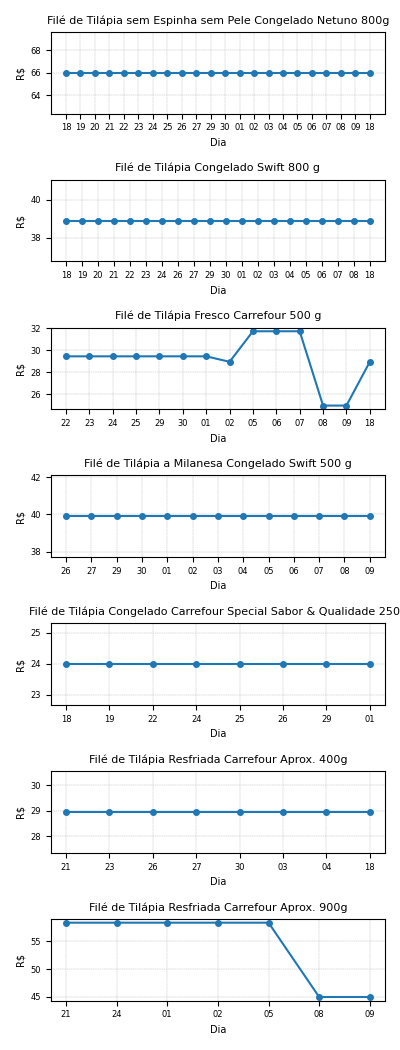 Filé de Tilápia sem Espinha sem Pele Congelado Netuno 800g
68
66
64
R$
18 19 20 21 22 23 24 25 26 27 29 30 01 02 03 04 05 06 07 08 09 18
Dia
Filé de Tilápia Congelado Swift 800 g
40
38
R$
18 19 20 21 22 23 24 26 27 29 30 01 02 03 04 05 06 07 08 18
Dia
Filé de Tilápia Fresco Carrefour 500 g
32
30
28
26
R$
22 23 24 25 29 30 01 02 05 06 07 08 09 18
Dia
Filé de Tilápia a Milanesa Congelado Swift 500 g
42
40
38
R$
26 27 29 30 01 02 03 04 05 06 07 08 09
Dia
Filé de Tilápia Congelado Carrefour Special Sabor & Qualidade 250
25
24
23
R$
18 19 22 24 25 26 29 01
Dia
Filé de Tilápia Resfriada Carrefour Aprox. 400g
30
29
28
R$
21 23 26 27 30 03 04 18
Dia
Filé de Tilápia Resfriada Carrefour Aprox. 900g
55
50
45
R$
21 24 01 02 05 08 09
Dia